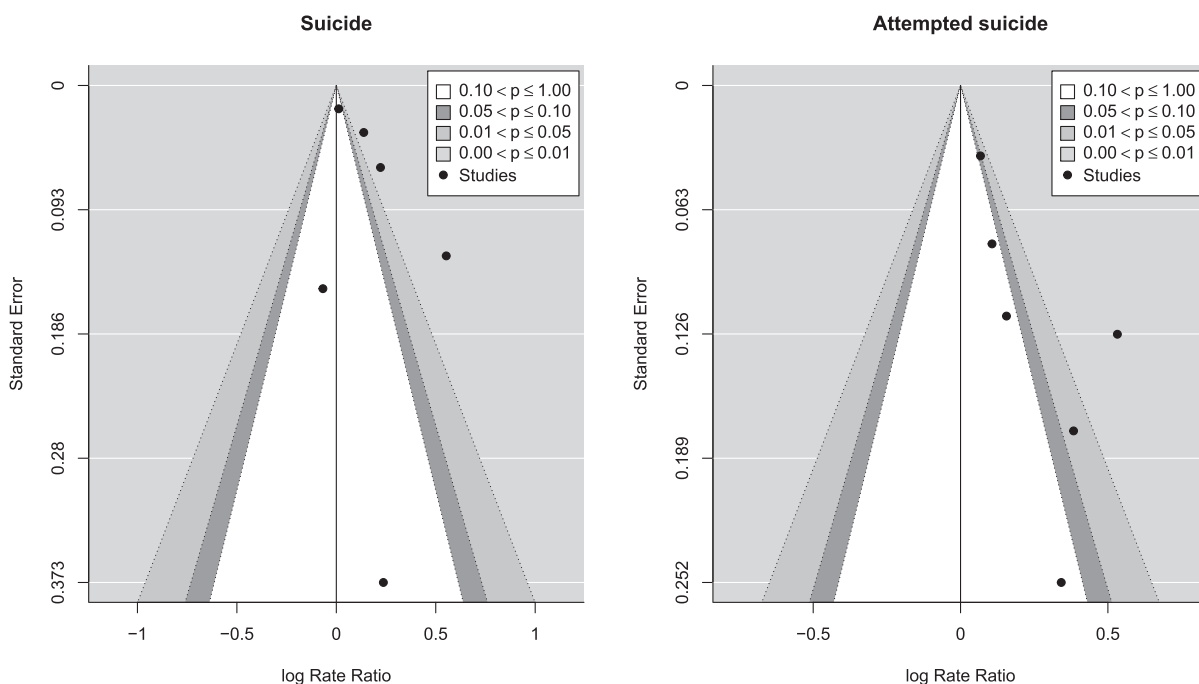 Suicide
0.10 < p ≤ 1.00
0.05 < p ≤ 0.10
0.01 < p ≤ 0.05
0.00 < p ≤ 0.01
Studies
0
0.093
0.186
0.28
0.373
Standard Error
−1
−0.5
0
0.5
1
log Rate Ratio
Attempted suicide
0.10 < p ≤ 1.00
0.05 < p ≤ 0.10
0.01 < p ≤ 0.05
0.00 < p ≤ 0.01
Studies
0
0.063
0.126
0.189
0.252
Standard Error
−0.5
0
0.5
log Rate Ratio